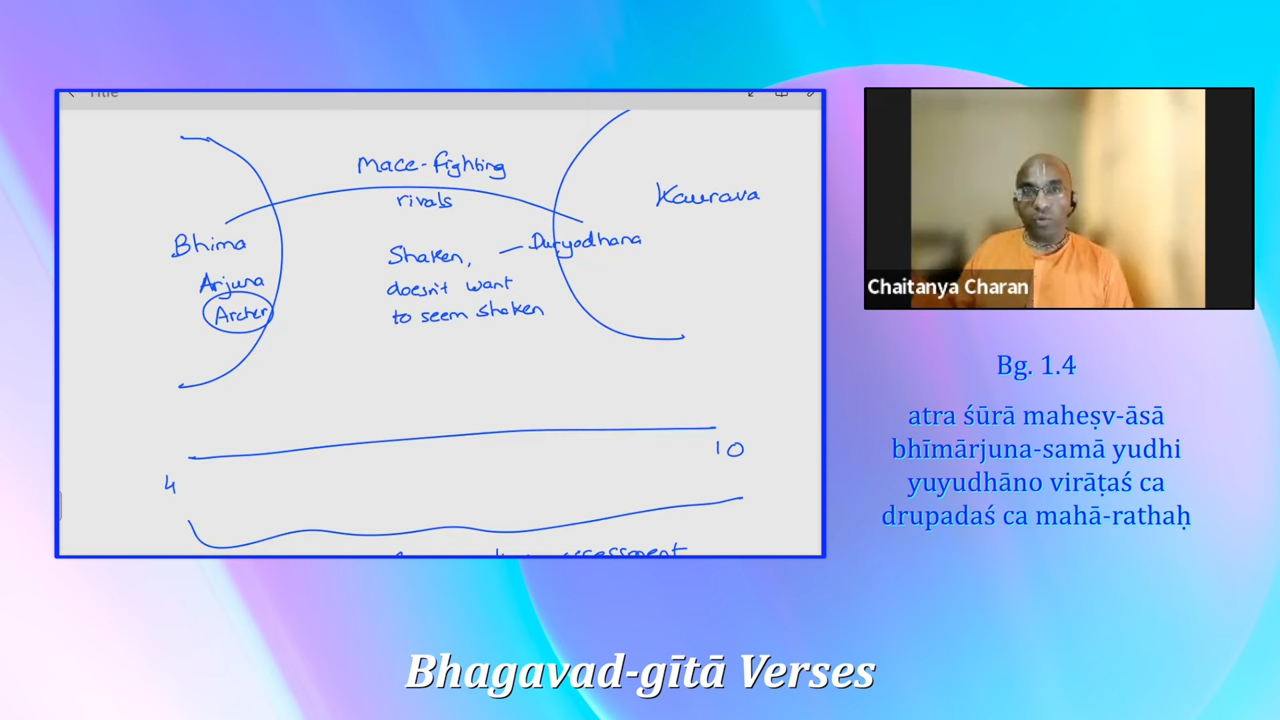 Title
Mace-fighting
rivals
Kaurava
Bhima
Shaken,
Duryodhana
Arjuna
doesn't want
Archer
to seem shaken
10
4
assessment
Chaitanya Charan
Bg. 1.4
atra śūrā maheṣv-āsā
bhīmārjuna-samā yudhi
yuyudhāno virāṭaś ca
drupadaś ca mahā-rathaḥ
Bhagavad-gītā Verses